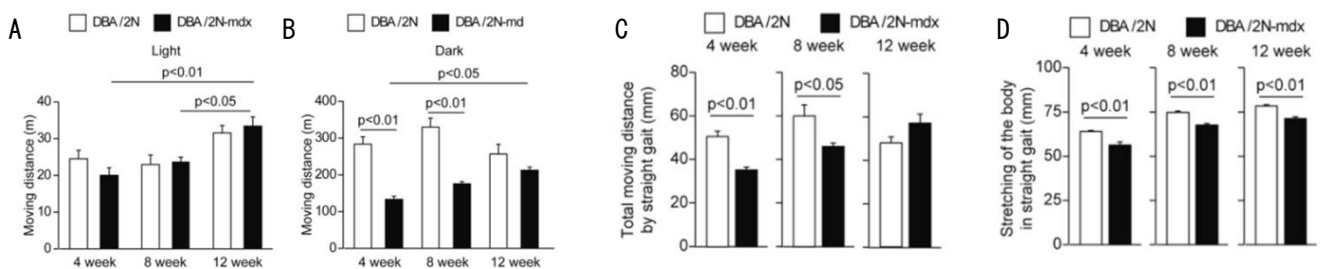 A
DBA/2N DBA/2N-mdx
Light
p<0.01
p<0.05
Moving distance (m)
40
30
20
10
0
4 week 8 week 12 week
B
DBA/2N DBA/2N-md
Dark
p<0.05
p<0.01 p<0.01
Moving distance (m)
400
300
200
100
0
4 week 8 week 12 week
C
DBA/2N DBA/2N-mdx
4 week 8 week 12 week
p<0.01 p<0.05
Total moving distance
by straight gait (mm)
80
60
40
20
0
D
DBA/2N DBA/2N-mdx
4 week 8 week 12 week
p<0.01 p<0.01 p<0.01
Stretching of the body
in straight gait (mm)
100
75
50
25
0